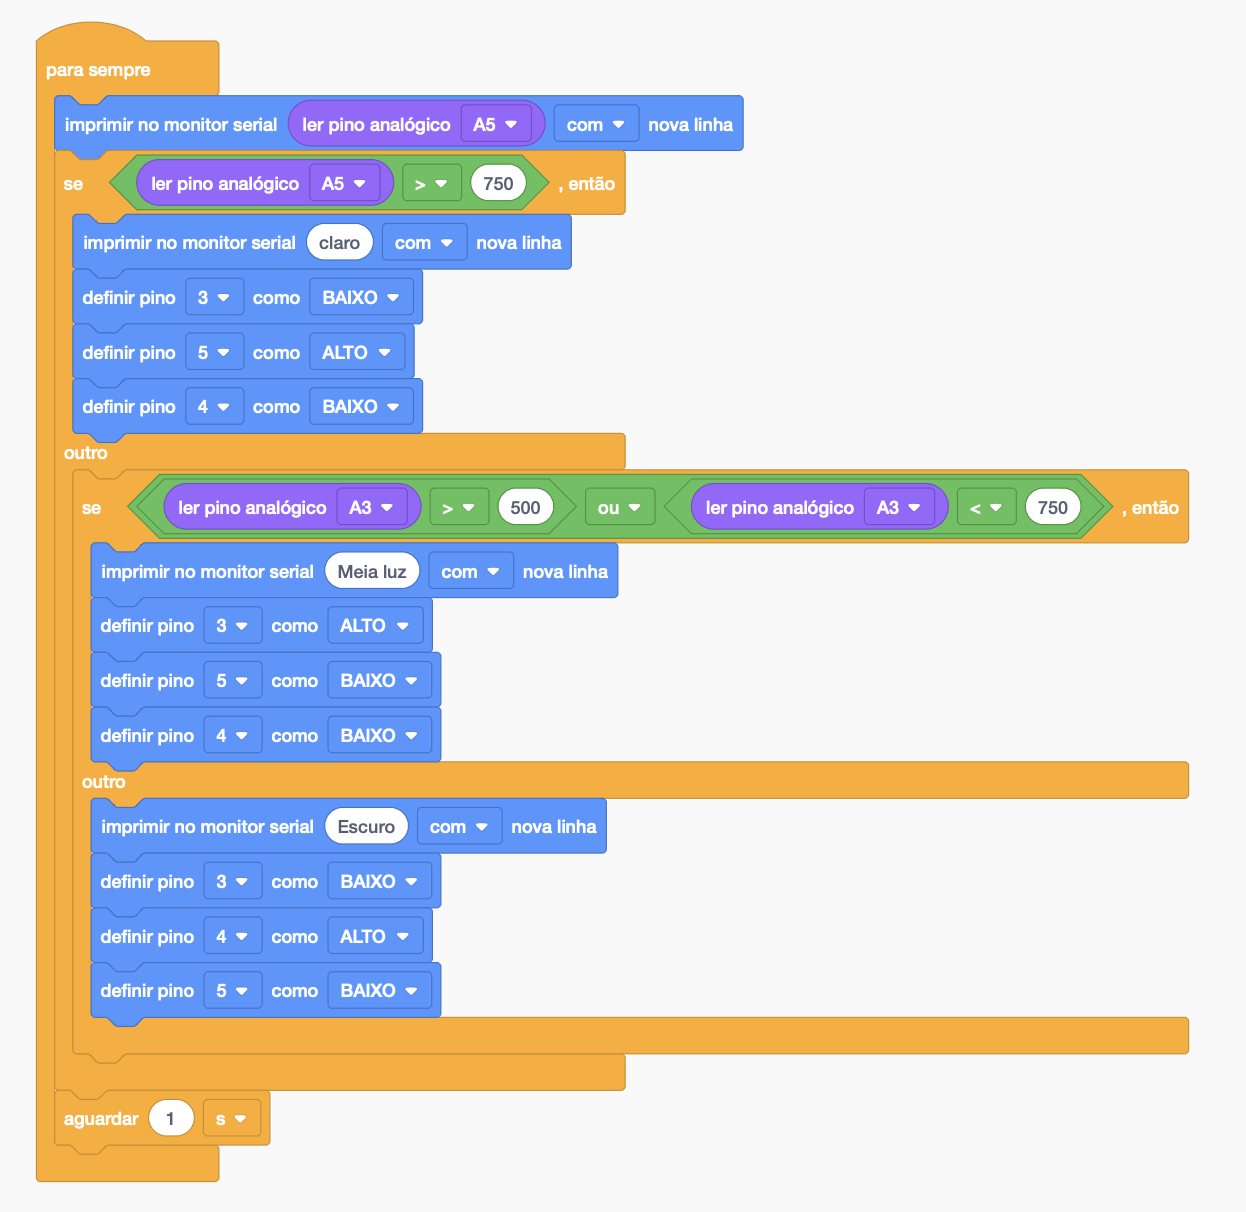 para sempre
imprimir no monitor serial ler pino analógico A5 com nova linha
se ler pino analógico A5 > 750 , então
imprimir no monitor serial claro com nova linha
definir pino 3 como BAIXO
definir pino 5 como ALTO
definir pino 4 como BAIXO
outro
se ler pino analógico A3 > 500 ou ler pino analógico A3 < 750 , então
imprimir no monitor serial Meia luz com nova linha
definir pino 3 como ALTO
definir pino 5 como BAIXO
definir pino 4 como BAIXO
outro
imprimir no monitor serial Escuro com nova linha
definir pino 3 como BAIXO
definir pino 4 como ALTO
definir pino 5 como BAIXO
aguardar 1 s